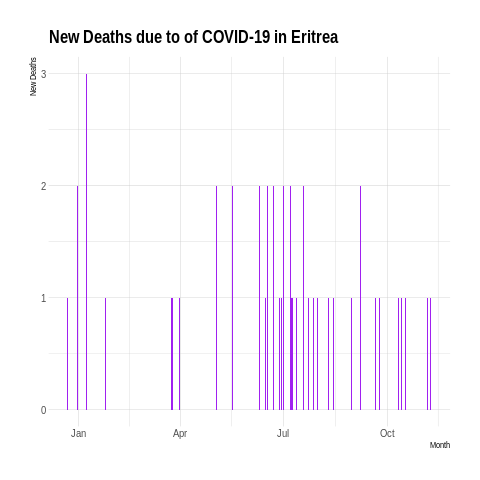 New Deaths due to of COVID-19 in Eritrea
New Deaths
3
2
1
0
Jan Apr Jul Oct
Month